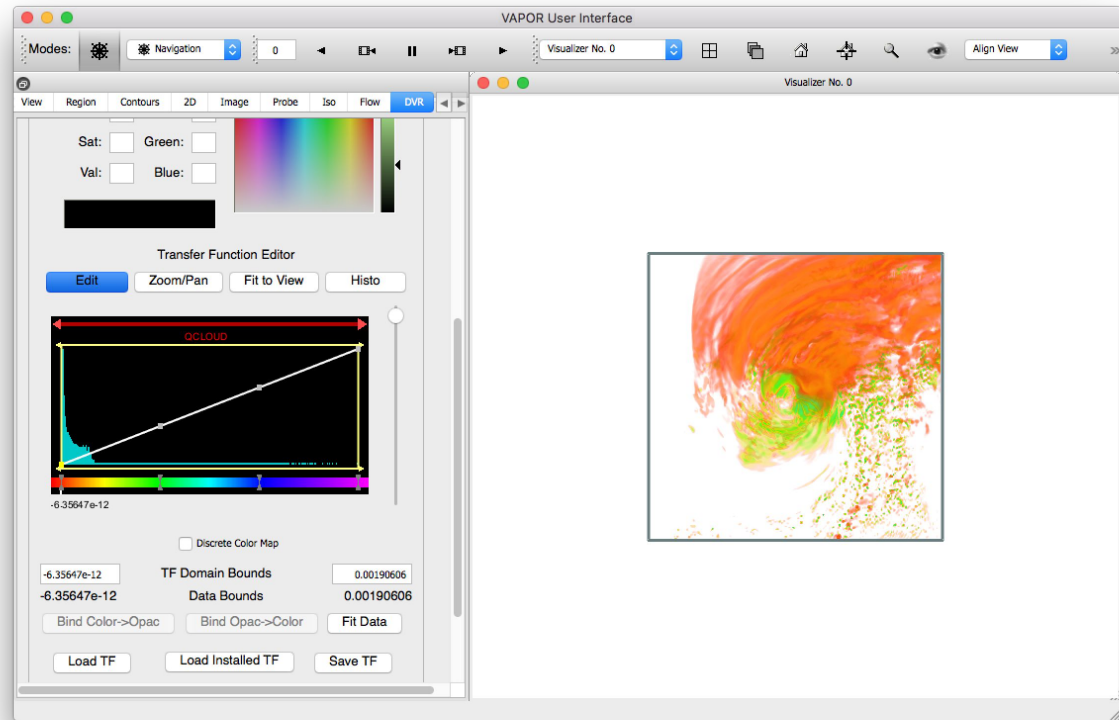 VAPOR User Interface
Modes: Navigation 0 Visualizer No. 0 Align View »
Visualizer No. 0
View Region Contours 2D Image Probe Iso Flow DVR
Sat: Green:
Val: Blue:
Transfer Function Editor
Edit Zoom/Pan Fit to View Histo
QCLOUD
-6.35647e-12
Discrete Color Map
-6.35647e-12 TF Domain Bounds 0.00190606
-6.35647e-12 Data Bounds 0.00190606
Bind Color->Opac Bind Opac->Color Fit Data
Load TF Load Installed TF Save TF